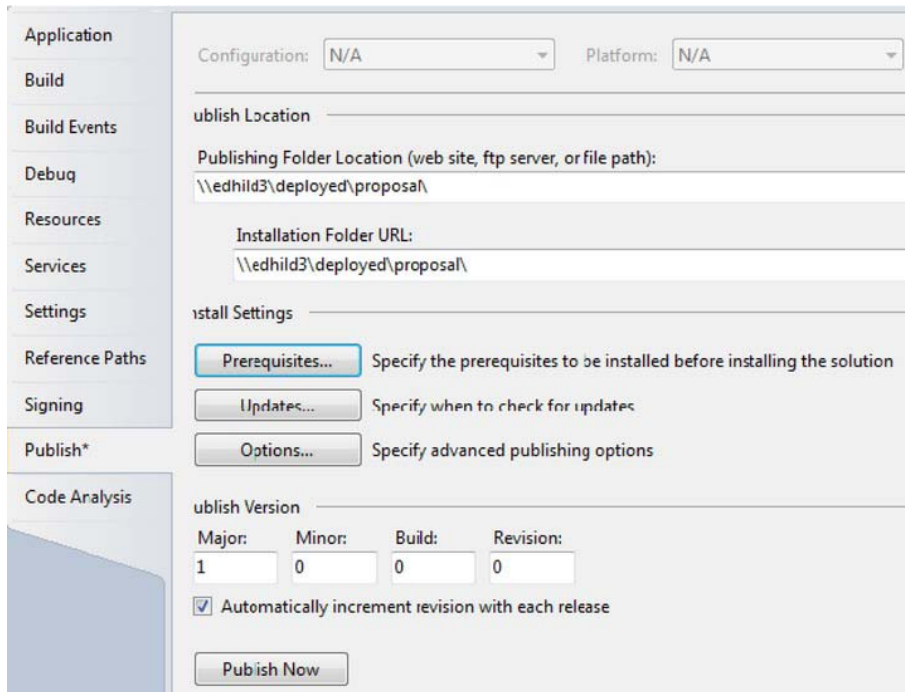 Application
Build
Build Events
Debug
Resources
Services
Settings
Reference Paths
Signing
Publish*
Code Analysis
Configuration: N/A Platform: N/A
ublish Location
Publishing Folder Location (web site, ftp server, or file path):
\\edhild3\deployed\proposal\
Installation Folder URL:
\\edhild3\deployed\proposal\
nstall Settings
Prerequisites... Specify the prerequisites to be installed before installing the solution
Updates... Specify when to check for updates
Options... Specify advanced publishing options
ublish Version
Major: Minor: Build: Revision:
1 0 0 0
Automatically increment revision with each release
Publish Now